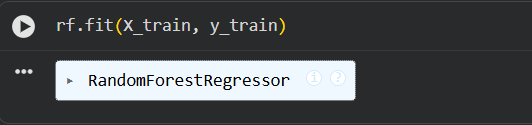 rf.fit(X_train, y_train)
RandomForestRegressor i ?